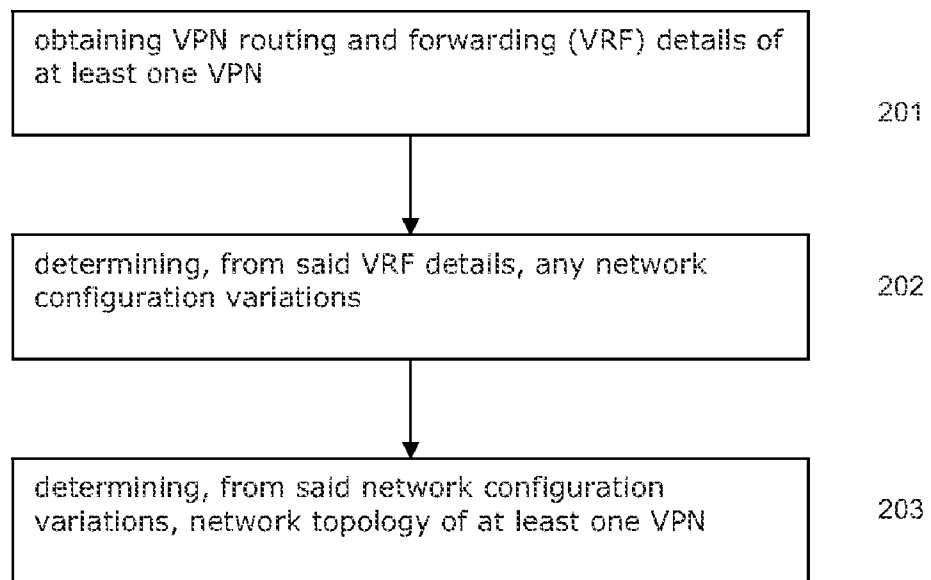 obtaining VPN routing and forwarding (VRF) details of
at least one VPN
201
determining, from said VRF details, any network
configuration variations
202
determining, from said network configuration
variations, network topology of at least one VPN
203